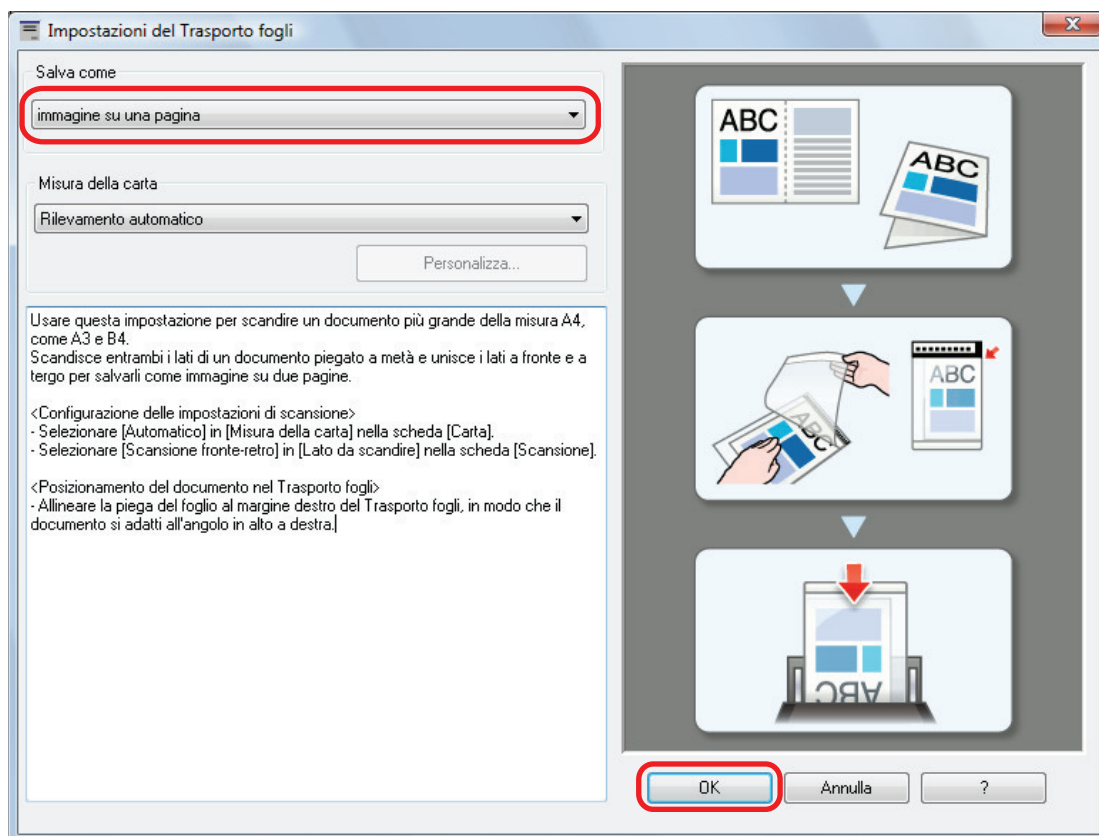 Impostazioni del Trasporto fogli
Salva come
immagine su una pagina
Misura della carta
Rilevamento automatico
Personalizza...
Usare questa impostazione per scandire un documento più grande della misura A4,
come A3 e B4.
Scandisce entrambi i lati di un documento piegato a metà e unisce i lati a fronte e a
tergo per salvarli come immagine su due pagine.
<Configurazione delle impostazioni di scansione>
- Selezionare [Automatico] in [Misura della carta] nella scheda [Carta].
- Selezionare [Scansione fronte-retro] in [Lato da scandire] nella scheda [Scansione].
<Posizionamento del documento nel Trasporto fogli>
- Allineare la piega del foglio al margine destro del Trasporto fogli, in modo che il
documento si adatti all'angolo in alto a destra.
ABC
ABC
ABC
ABC
ABC
OK
Annulla
?